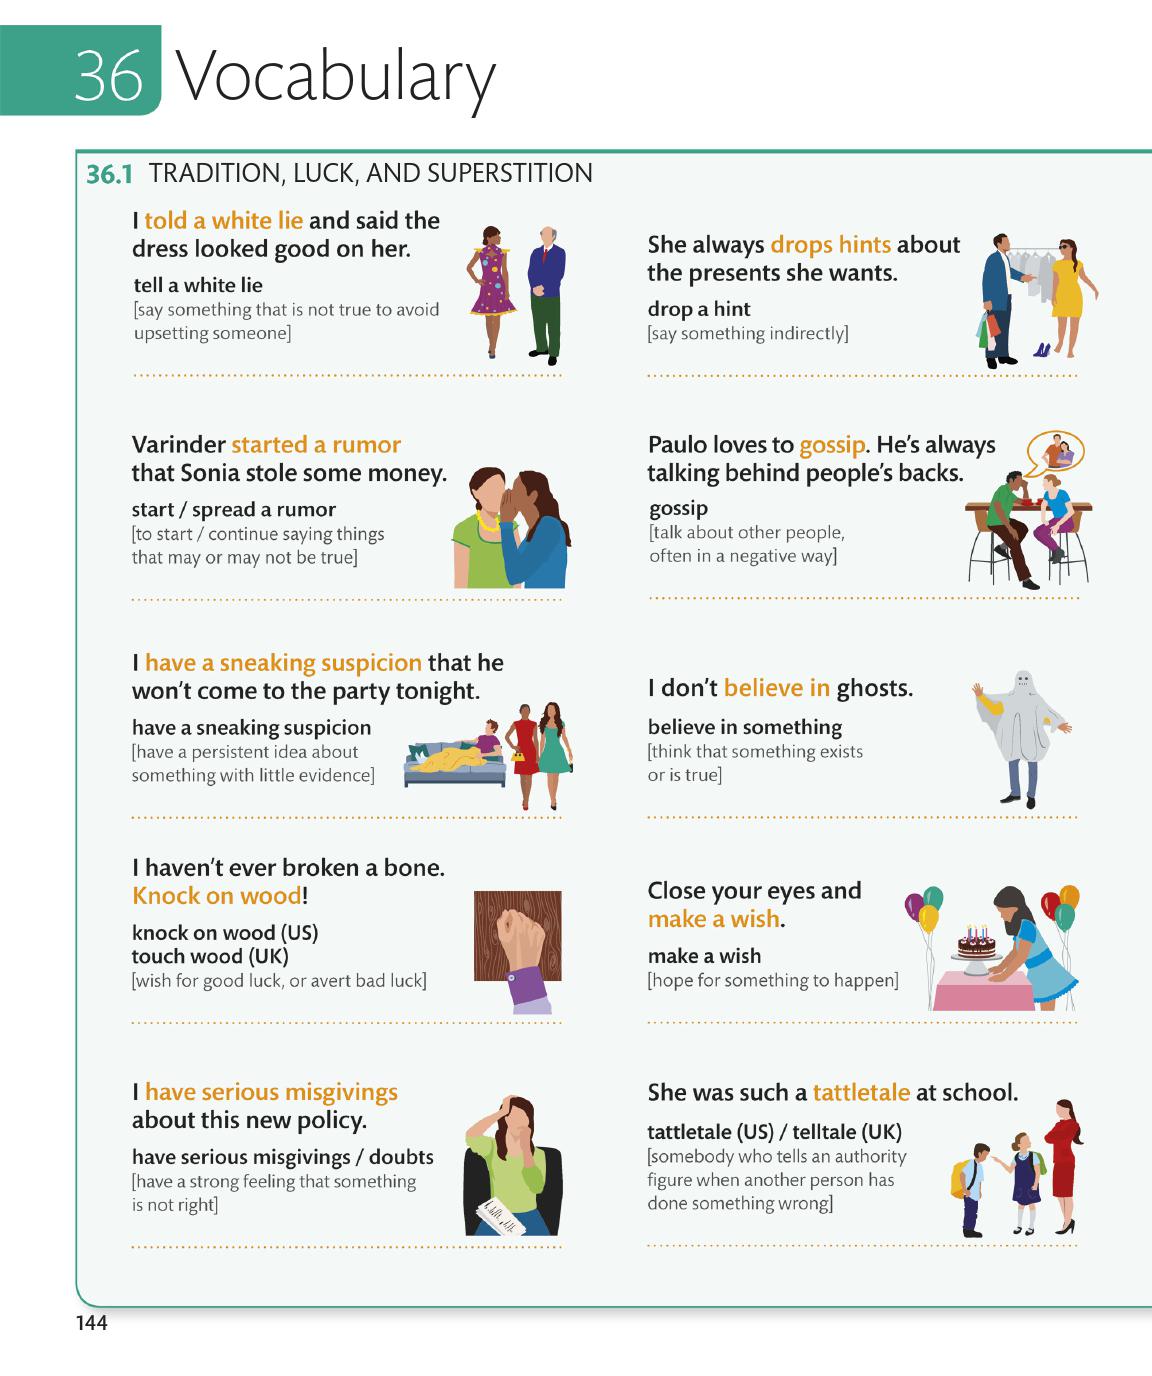 36 Vocabulary
36.1 TRADITION, LUCK, AND SUPERSTITION
I told a white lie and said the
dress looked good on her.
tell a white lie
[say something that is not true to avoid
upsetting someone]
She always drops hints about
the presents she wants.
drop a hint
[say something indirectly]
Varinder started a rumor
that Sonia stole some money.
start / spread a rumor
[to start / continue saying things
that may or may not be true]
Paulo loves to gossip. He’s always
talking behind people’s backs.
gossip
[talk about other people,
often in a negative way]
I have a sneaking suspicion that he
won’t come to the party tonight.
have a sneaking suspicion
[have a persistent idea about
something with little evidence]
I don’t believe in ghosts.
believe in something
[think that something exists
or is true]
I haven’t ever broken a bone.
Knock on wood!
knock on wood (US)
touch wood (UK)
[wish for good luck, or avert bad luck]
Close your eyes and
make a wish.
make a wish
[hope for something to happen]
I have serious misgivings
about this new policy.
have serious misgivings / doubts
[have a strong feeling that something
is not right]
She was such a tattletale at school.
tattletale (US) / telltale (UK)
[somebody who tells an authority
figure when another person has
done something wrong]
144